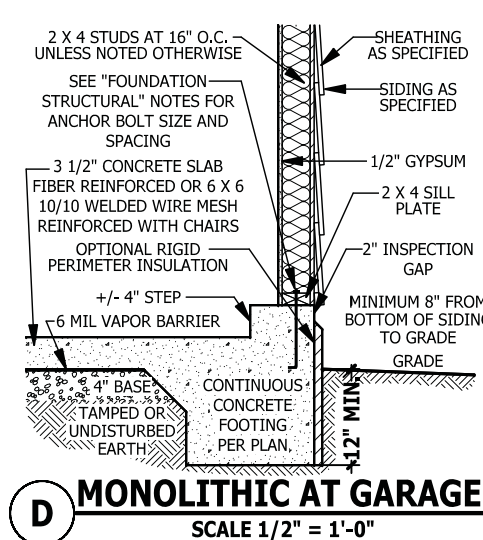 2 X 4 STUDS AT 16" O.C.
UNLESS NOTED OTHERWISE
SEE "FOUNDATION
STRUCTURAL" NOTES FOR
ANCHOR BOLT SIZE AND
SPACING
3 1/2" CONCRETE SLAB
FIBER REINFORCED OR 6 X 6
10/10 WELDED WIRE MESH
REINFORCED WITH CHAIRS
OPTIONAL RIGID
PERIMETER INSULATION
+/- 4" STEP
6 MIL VAPOR BARRIER
4" BASE
TAMPED OR
UNDISTURBED
EARTH
CONTINUOUS
CONCRETE
FOOTING
PER PLAN
SHEATHING
AS SPECIFIED
SIDING AS
SPECIFIED
1/2" GYPSUM
2 X 4 SILL
PLATE
2" INSPECTION
GAP
MINIMUM 8" FROM
BOTTOM OF SIDING
TO GRADE
GRADE
12" MIN.
D
MONOLITHIC AT GARAGE
SCALE 1/2" = 1'-0"